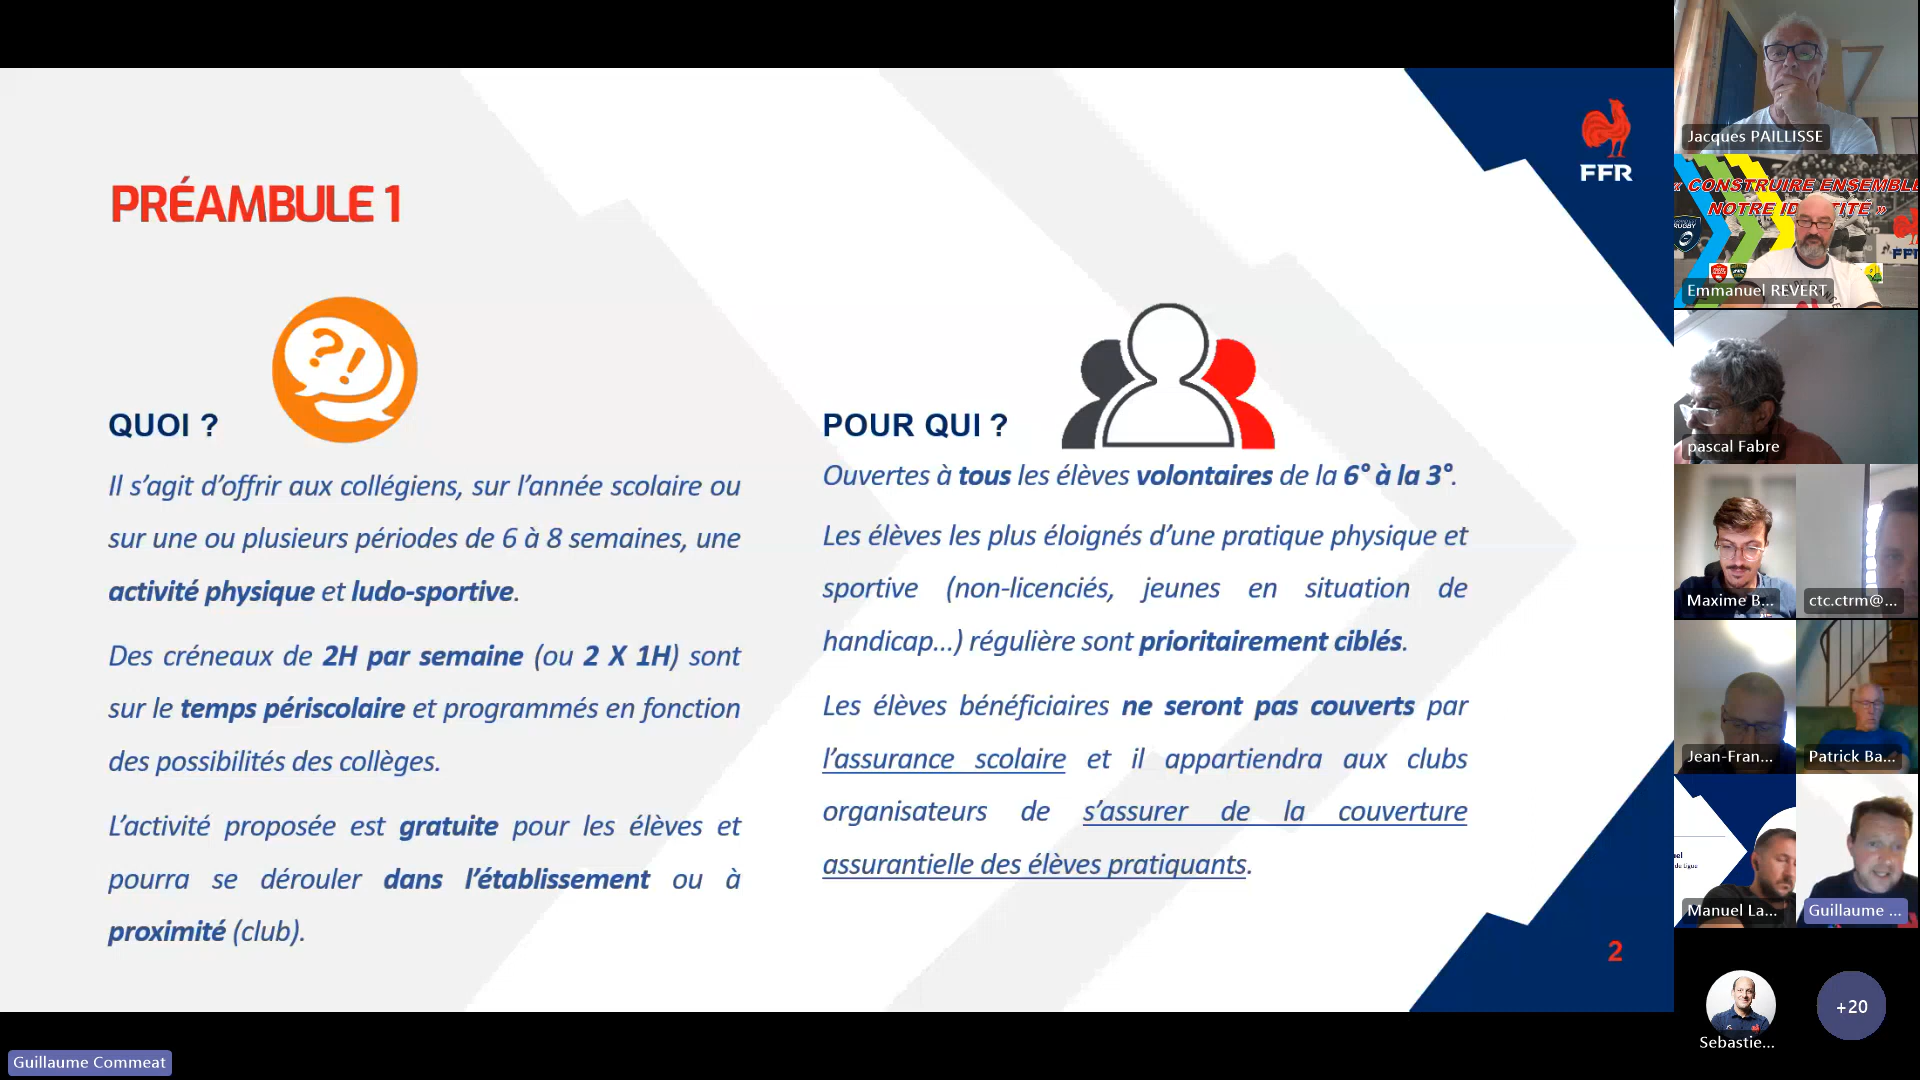 PRÉAMBULE 1
FFR
?!
QUOI ?
Il s’agit d’offrir aux collégiens, sur l’année scolaire ou
sur une ou plusieurs périodes de 6 à 8 semaines, une
activité physique et ludo-sportive.
Des créneaux de 2H par semaine (ou 2 X 1H) sont
sur le temps périscolaire et programmés en fonction
des possibilités des collèges.
L’activité proposée est gratuite pour les élèves et
pourra se dérouler dans l’établissement ou à
proximité (club).
POUR QUI ?
Ouvertes à tous les élèves volontaires de la 6° à la 3°.
Les élèves les plus éloignés d’une pratique physique et
sportive (non-licenciés, jeunes en situation de
handicap…) régulière sont prioritairement ciblés.
Les élèves bénéficiaires ne seront pas couverts par
l’assurance scolaire et il appartiendra aux clubs
organisateurs de s’assurer de la couverture
assurantielle des élèves pratiquants.
2
Guillaume Commeat
Jacques PAILLISSE
« CONSTRUIRE ENSEMBLE
NOTRE
RUGBY
Emmanuel REVERT
pascal Fabre
Maxime B...
ctc.ctrm@...
Jean-Fran...
Patrick Ba...
Manuel La...
Guillaume ...
Sebastie...
+20